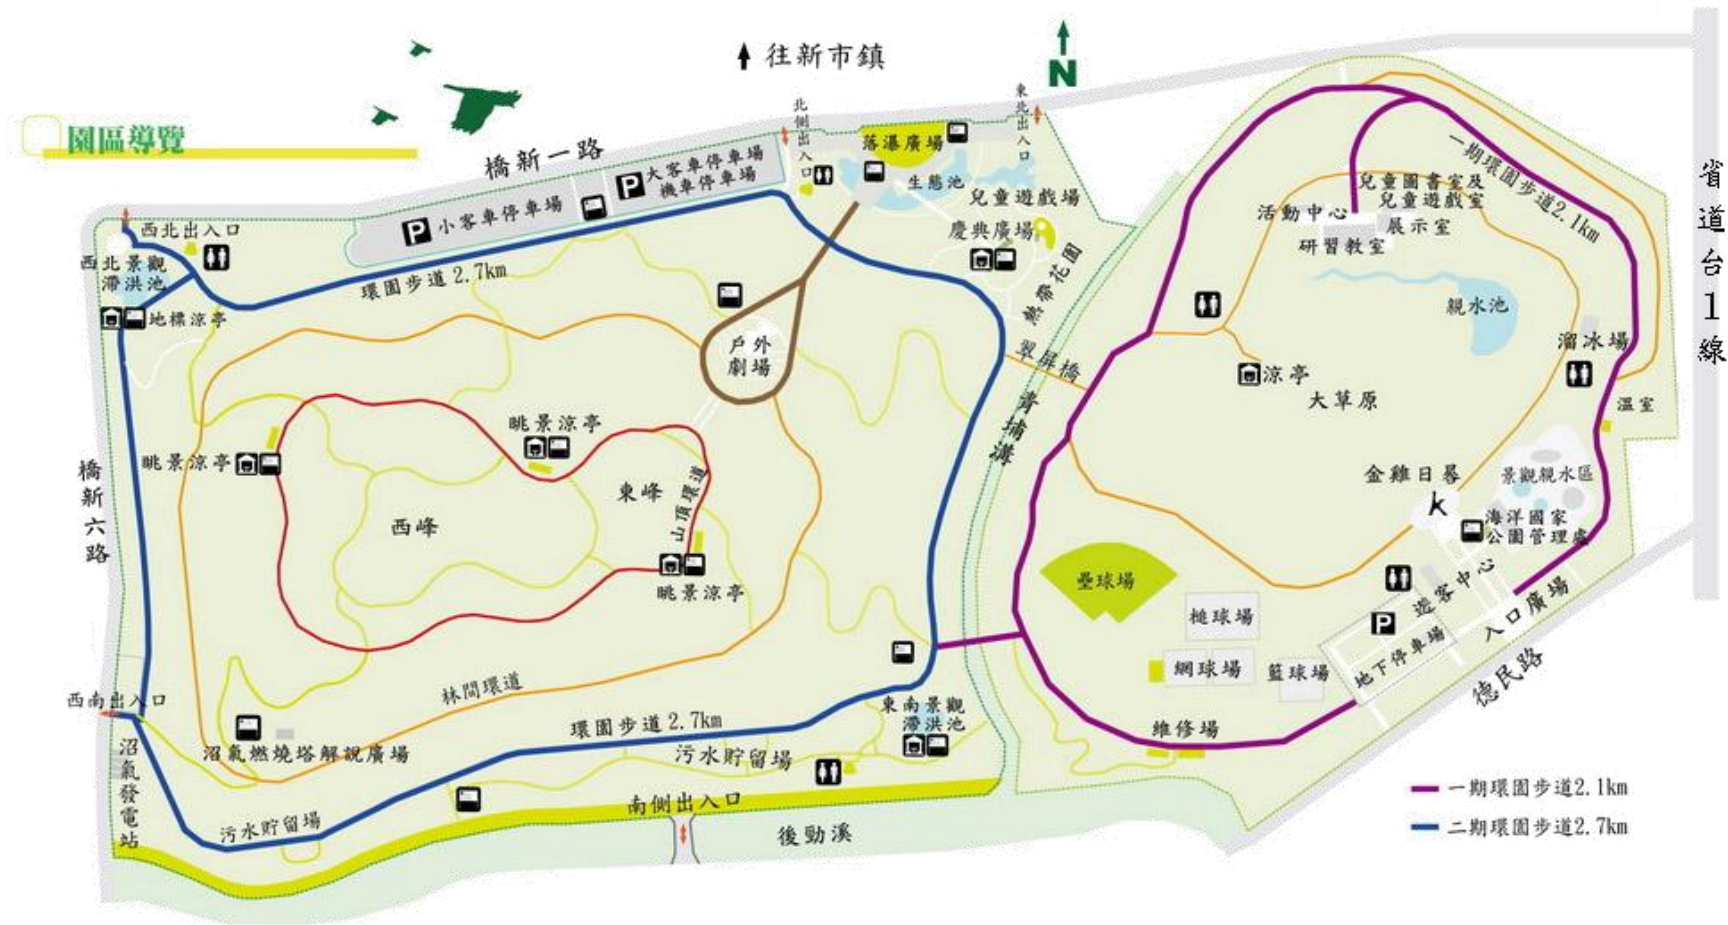 往新市鎮
N
園區導覽
橋新一路
北側出入口
東北出入口
落瀑廣場
大客車停車場
機車停車場
P
P
小客車停車場
生態池
兒童遊戲場
慶典廣場
熱帶花園
西北出入口
西北景觀
滯洪池
地標涼亭
環園步道2.7km
戶外
劇場
翠屏橋
青埔溝
眺景涼亭
眺景涼亭
東峰
西峰
山頂環道
眺景涼亭
橋新六路
西南出入口
沼氣發電站
沼氣燃燒塔解說廣場
林間環道
環園步道2.7km
東南景觀
滯洪池
污水貯留場
污水貯留場
南側出入口
後勁溪
一期環園步道2.1km
兒童圖書室及
兒童遊戲室
活動中心
展示室
研習教室
親水池
溜冰場
涼亭
大草原
溫室
金雞日晷
景觀親水區
海洋國家
公園管理處
壘球場
槌球場
網球場
籃球場
遊客中心
P
地下停車場
入口廣場
德民路
維修場
省道台1線
一期環園步道2.1km
二期環園步道2.7km